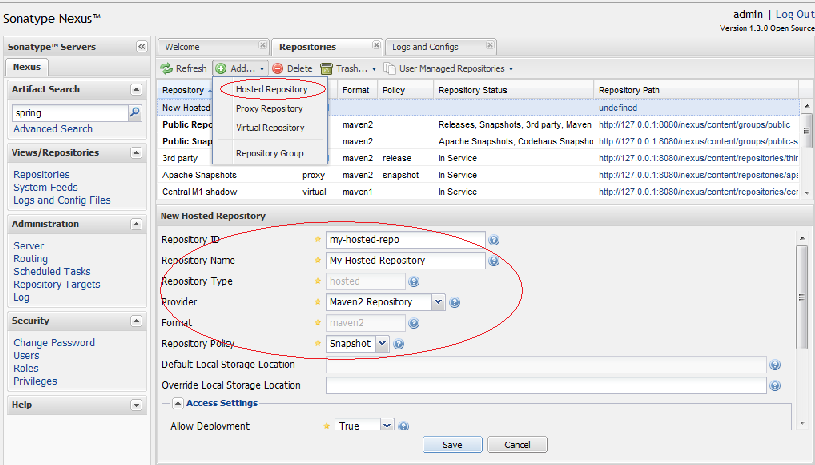 Sonatype Nexus™
admin | Log Out
Version 1.3.0 Open Source
Sonatype Servers
Nexus
Artifact Search
spring
Advanced Search
Views/Repositories
Repositories
System Feeds
Logs and Config Files
Administration
Server
Routing
Scheduled Tasks
Repository Targets
Log
Security
Change Password
Users
Roles
Privileges
Help
Welcome Repositories Logs and Configs
Refresh Add... Delete Trash... User Managed Repositories
Hosted Repository
Proxy Repository
Virtual Repository
Repository Group
Repository Format Policy Repository Status Repository Path
New Hosted undefined
Public Repo maven2 Releases, Snapshots, 3rd party, Maven http://127.0.0.1:8080/nexus/content/groups/public
Public Snap maven2 Apache Snapshots, Codehaus Snapsho http://127.0.0.1:8080/nexus/content/groups/public-s
3rd party maven2 release In Service http://127.0.0.1:8080/nexus/content/repositories/thir
Apache Snapshots proxy maven2 snapshot In Service http://127.0.0.1:8080/nexus/content/repositories/apa
Central M1 shadow virtual maven1 In Service http://127.0.0.1:8080/nexus/content/repositories/cer
New Hosted Repository
Repository ID my-hosted-repo
Repository Name My Hosted Repository
Repository Type hosted
Provider Maven2 Repository
Format maven2
Repository Policy Snapshot
Default Local Storage Location
Override Local Storage Location
Access Settings
Allow Deployment True
Save Cancel